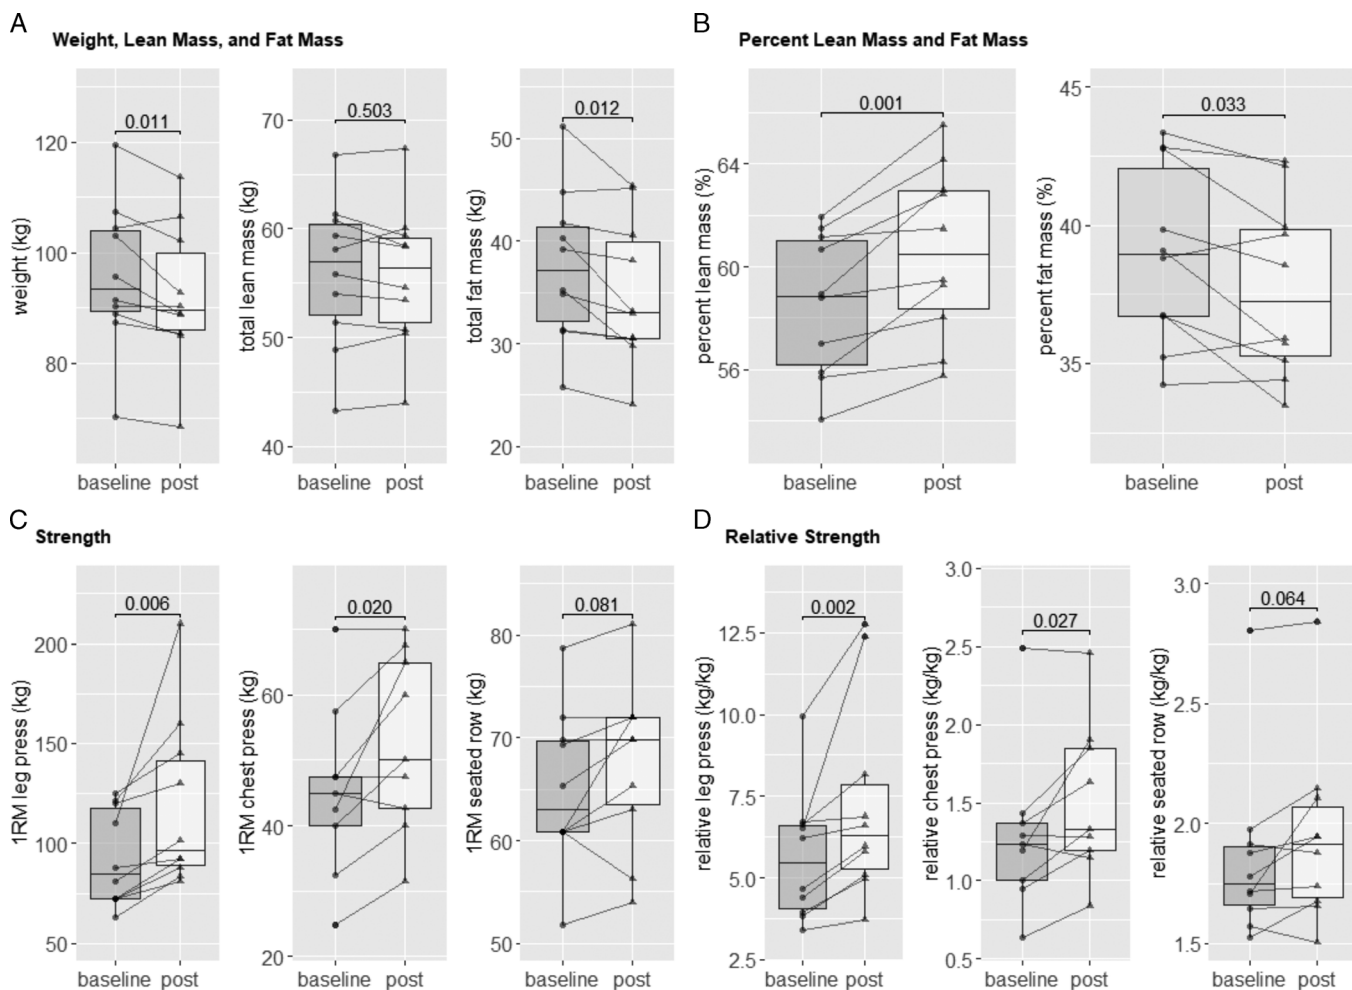 A
Weight, Lean Mass, and Fat Mass
weight (kg)
120
100
80
0.011
baseline post
total lean mass (kg)
70
60
50
40
0.503
baseline post
total fat mass (kg)
50
40
30
20
0.012
baseline post
B
Percent Lean Mass and Fat Mass
percent lean mass (%)
64
60
56
0.001
baseline post
percent fat mass (%)
45
40
35
0.033
baseline post
C
Strength
1RM leg press (kg)
200
150
100
50
0.006
baseline post
1RM chest press (kg)
60
40
20
0.020
baseline post
1RM seated row (kg)
80
70
60
50
0.081
baseline post
D
Relative Strength
relative leg press (kg/kg)
12.5
10.0
7.5
5.0
2.5
0.002
baseline post
relative chest press (kg/kg)
3.0
2.5
2.0
1.5
1.0
0.5
0.027
baseline post
relative seated row (kg/kg)
3.0
2.5
2.0
1.5
0.064
baseline post